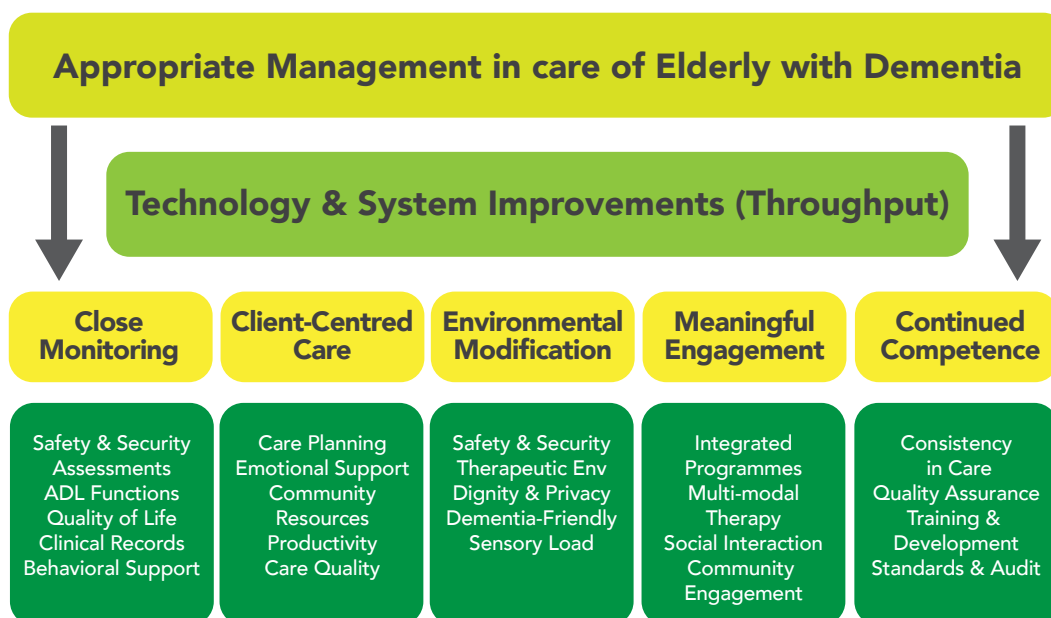 Appropriate Management in care of Elderly with Dementia
Technology & System Improvements (Throughput)
Close
Monitoring
Client-Centred
Care
Environmental
Modification
Meaningful
Engagement
Continued
Competence
Safety & Security
Assessments
ADL Functions
Quality of Life
Clinical Records
Behavioral Support
Care Planning
Emotional Support
Community
Resources
Productivity
Care Quality
Safety & Security
Therapeutic Env
Dignity & Privacy
Dementia-Friendly
Sensory Load
Integrated
Programmes
Multi-modal
Therapy
Social Interaction
Community
Engagement
Consistency
in Care
Quality Assurance
Training &
Development
Standards & Audit